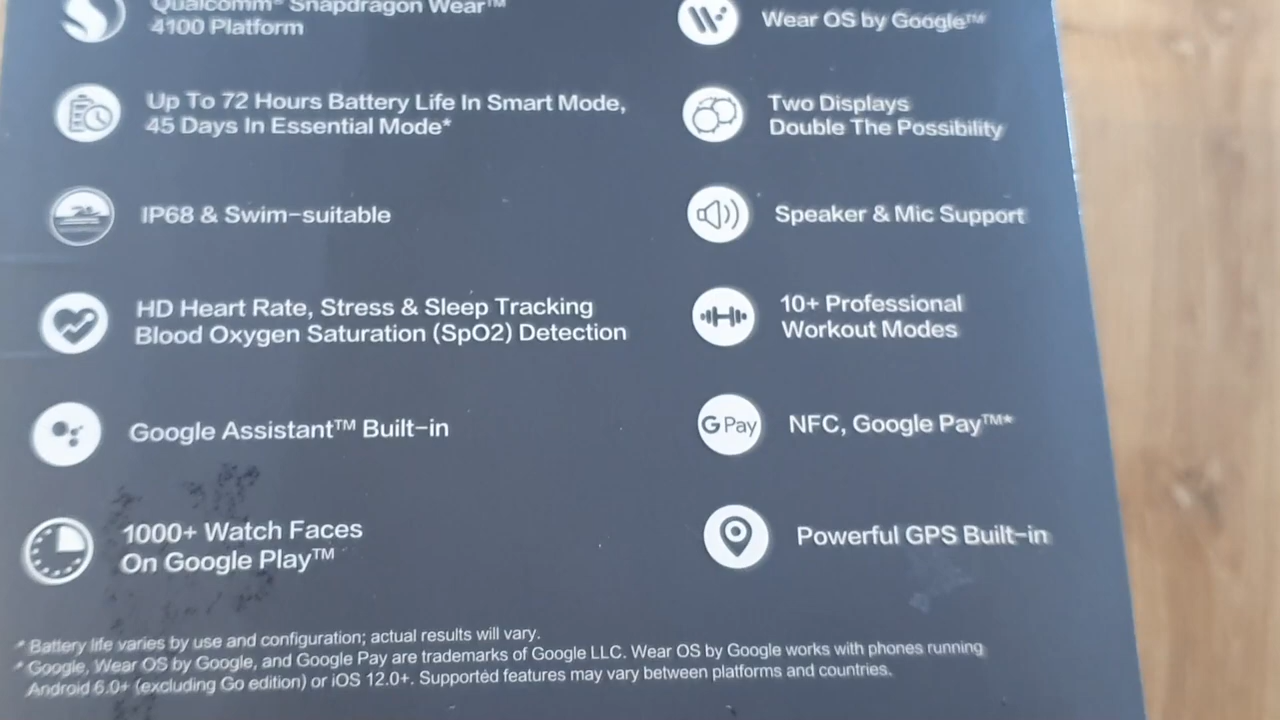 Qualcomm® Snapdragon Wear™
4100 Platform
Wear OS by Google™
Up To 72 Hours Battery Life In Smart Mode,
45 Days In Essential Mode*
Two Displays
Double The Possibility
IP68 & Swim-suitable
Speaker & Mic Support
HD Heart Rate, Stress & Sleep Tracking
Blood Oxygen Saturation (SpO2) Detection
10+ Professional
Workout Modes
Google Assistant™ Built-in
G Pay
NFC, Google Pay™*
1000+ Watch Faces
On Google Play™
Powerful GPS Built-in
* Battery life varies by use and configuration; actual results will vary.
* Google, Wear OS by Google, and Google Pay are trademarks of Google LLC. Wear OS by Google works with phones running
Android 6.0+ (excluding Go edition) or iOS 12.0+. Supported features may vary between platforms and countries.